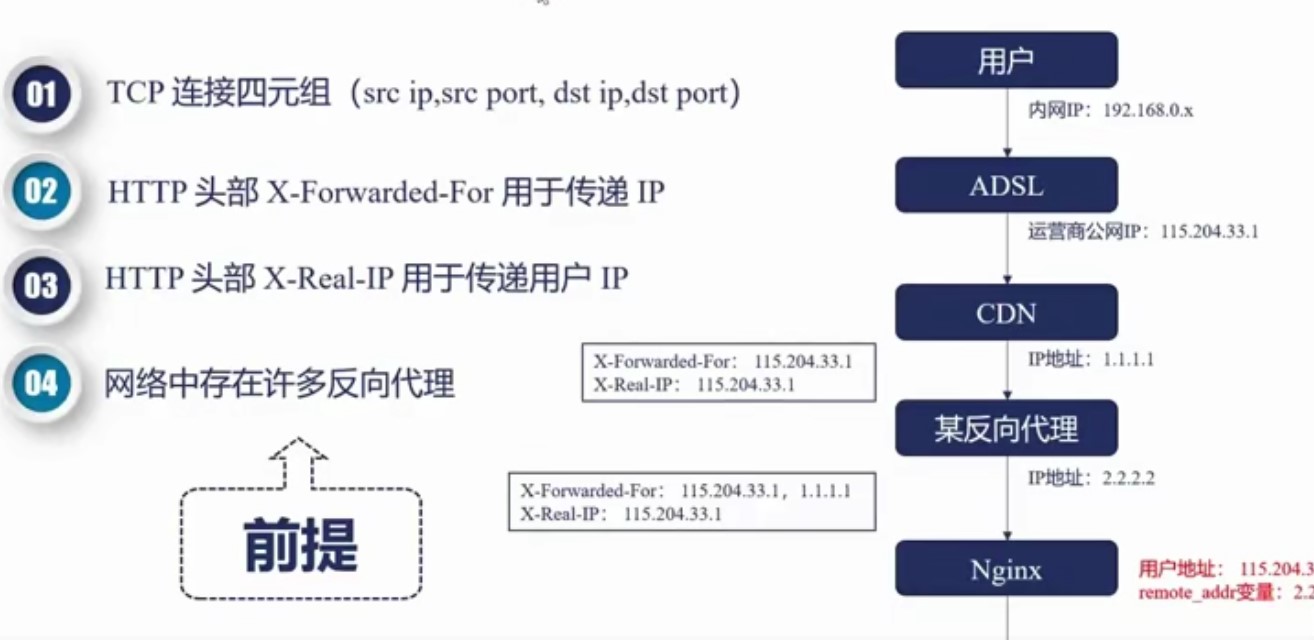 01 TCP 连接四元组（src ip,src port, dst ip,dst port）
02 HTTP 头部 X-Forwarded-For 用于传递 IP
03 HTTP 头部 X-Real-IP 用于传递用户 IP
04 网络中存在许多反向代理
前提
用户
内网IP：192.168.0.x
ADSL
运营商公网IP：115.204.33.1
CDN
IP地址：1.1.1.1
X-Forwarded-For： 115.204.33.1
X-Real-IP： 115.204.33.1
某反向代理
IP地址：2.2.2.2
X-Forwarded-For： 115.204.33.1，1.1.1.1
X-Real-IP： 115.204.33.1
Nginx
用户地址： 115.204.3
remote_addr变量：2.2